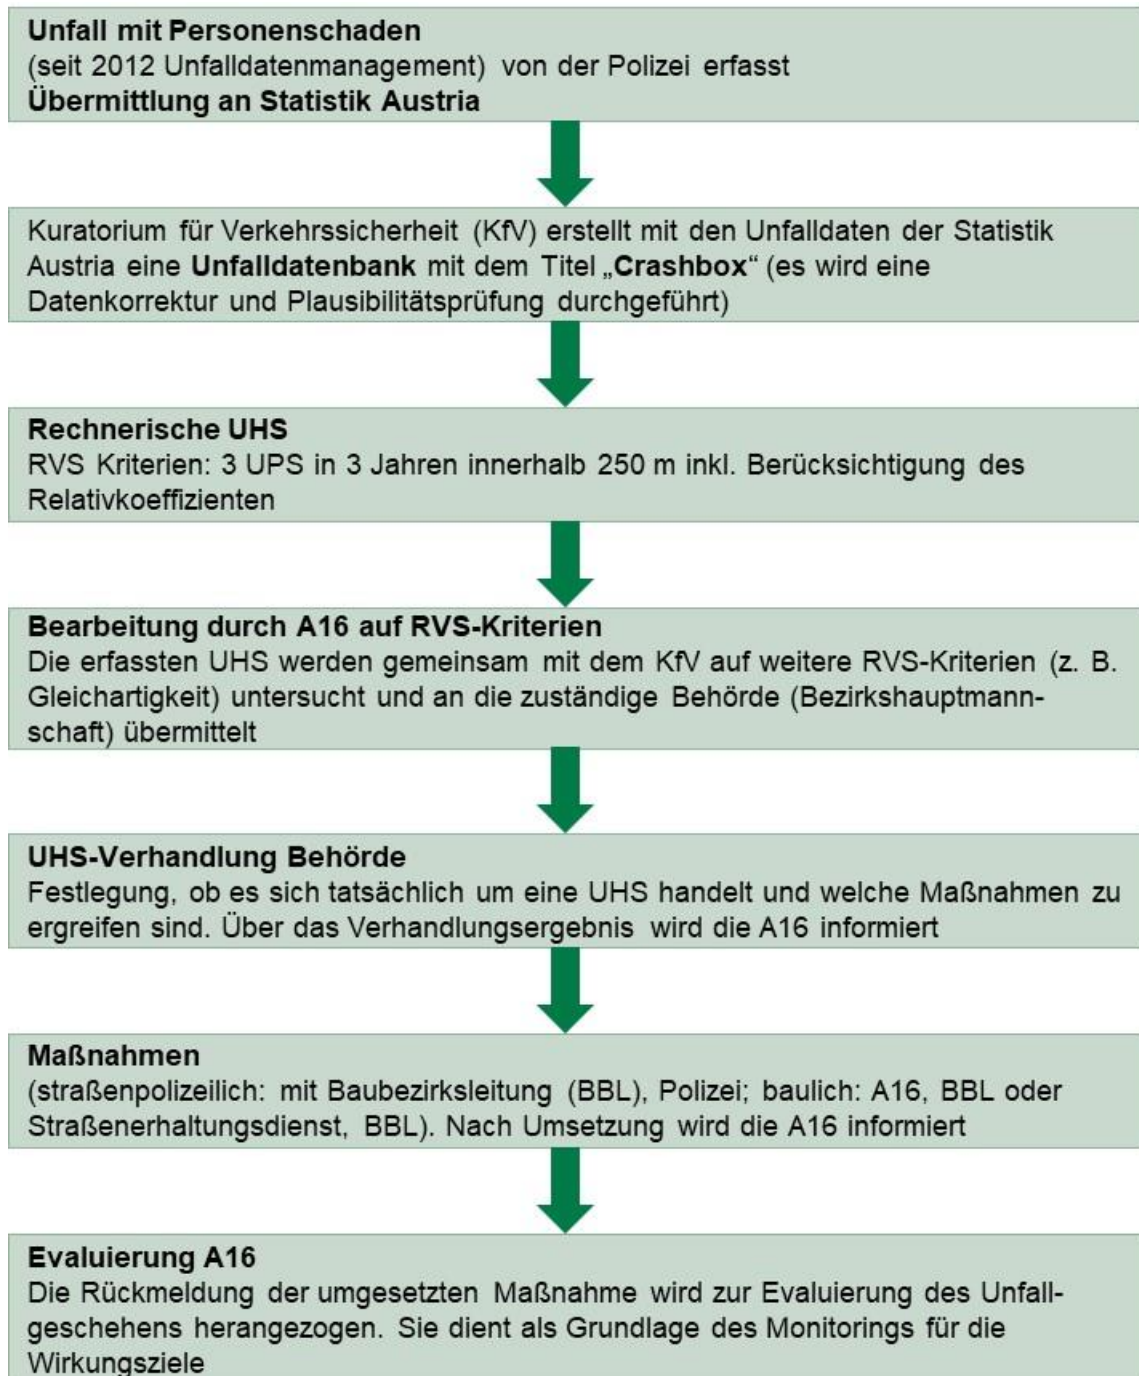 Unfall mit Personenschaden
(seit 2012 Unfalldatenmanagement) von der Polizei erfasst
Übermittlung an Statistik Austria
Kuratorium für Verkehrssicherheit (KfV) erstellt mit den Unfalldaten der Statistik
Austria eine Unfalldatenbank mit dem Titel „Crashbox“ (es wird eine
Datenkorrektur und Plausibilitätsprüfung durchgeführt)
Rechnerische UHS
RVS Kriterien: 3 UPS in 3 Jahren innerhalb 250 m inkl. Berücksichtigung des
Relativkoeffizienten
Bearbeitung durch A16 auf RVS-Kriterien
Die erfassten UHS werden gemeinsam mit dem KfV auf weitere RVS-Kriterien (z. B.
Gleichartigkeit) untersucht und an die zuständige Behörde (Bezirkshauptmann-
schaft) übermittelt
UHS-Verhandlung Behörde
Festlegung, ob es sich tatsächlich um eine UHS handelt und welche Maßnahmen zu
ergreifen sind. Über das Verhandlungsergebnis wird die A16 informiert
Maßnahmen
(straßenpolizeilich: mit Baubezirksleitung (BBL), Polizei; baulich: A16, BBL oder
Straßenerhaltungsdienst, BBL). Nach Umsetzung wird die A16 informiert
Evaluierung A16
Die Rückmeldung der umgesetzten Maßnahme wird zur Evaluierung des Unfall-
geschehens herangezogen. Sie dient als Grundlage des Monitorings für die
Wirkungsziele